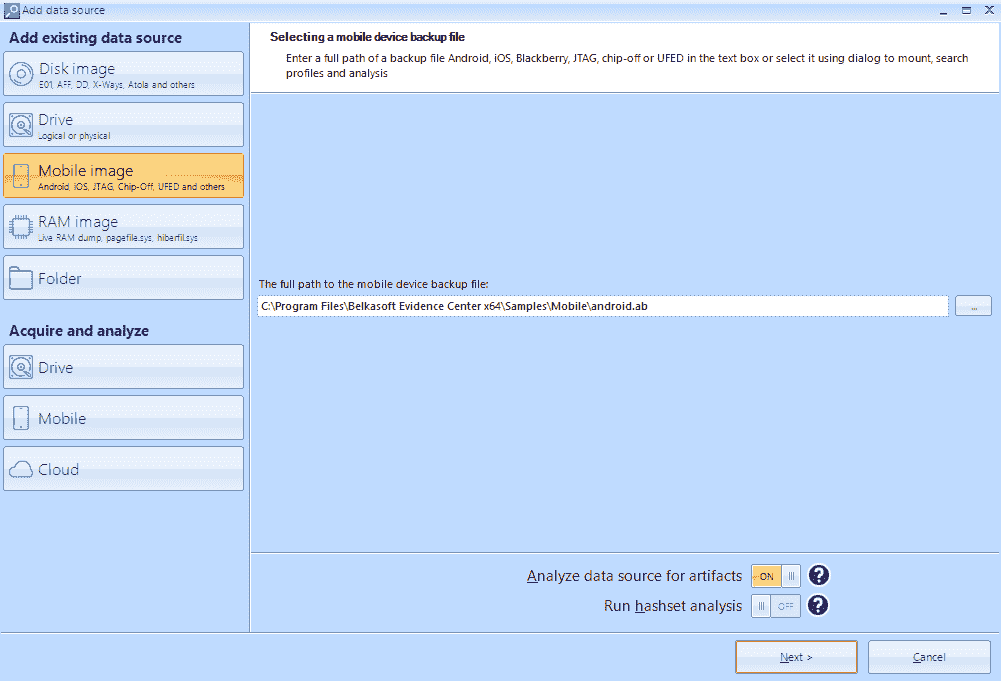 Add data source
Add existing data source
Disk image
E01, AFF, DD, X-Ways, Atola and others
Drive
Logical or physical
Mobile image
Android, iOS, JTAG, Chip-Off, UFED and others
RAM image
Live RAM dump, pagefile.sys, hiberfil.sys
Folder
Acquire and analyze
Drive
Mobile
Cloud
Selecting a mobile device backup file
Enter a full path of a backup file Android, iOS, Blackberry, JTAG, chip-off or UFED in the text box or select it using dialog to mount, search
profiles and analysis
The full path to the mobile device backup file:
C:\Program Files\Belkasoft Evidence Center x64\Samples\Mobile\android.ab
...
Analyze data source for artifacts ON ?
Run hashset analysis OFF ?
Next >
Cancel